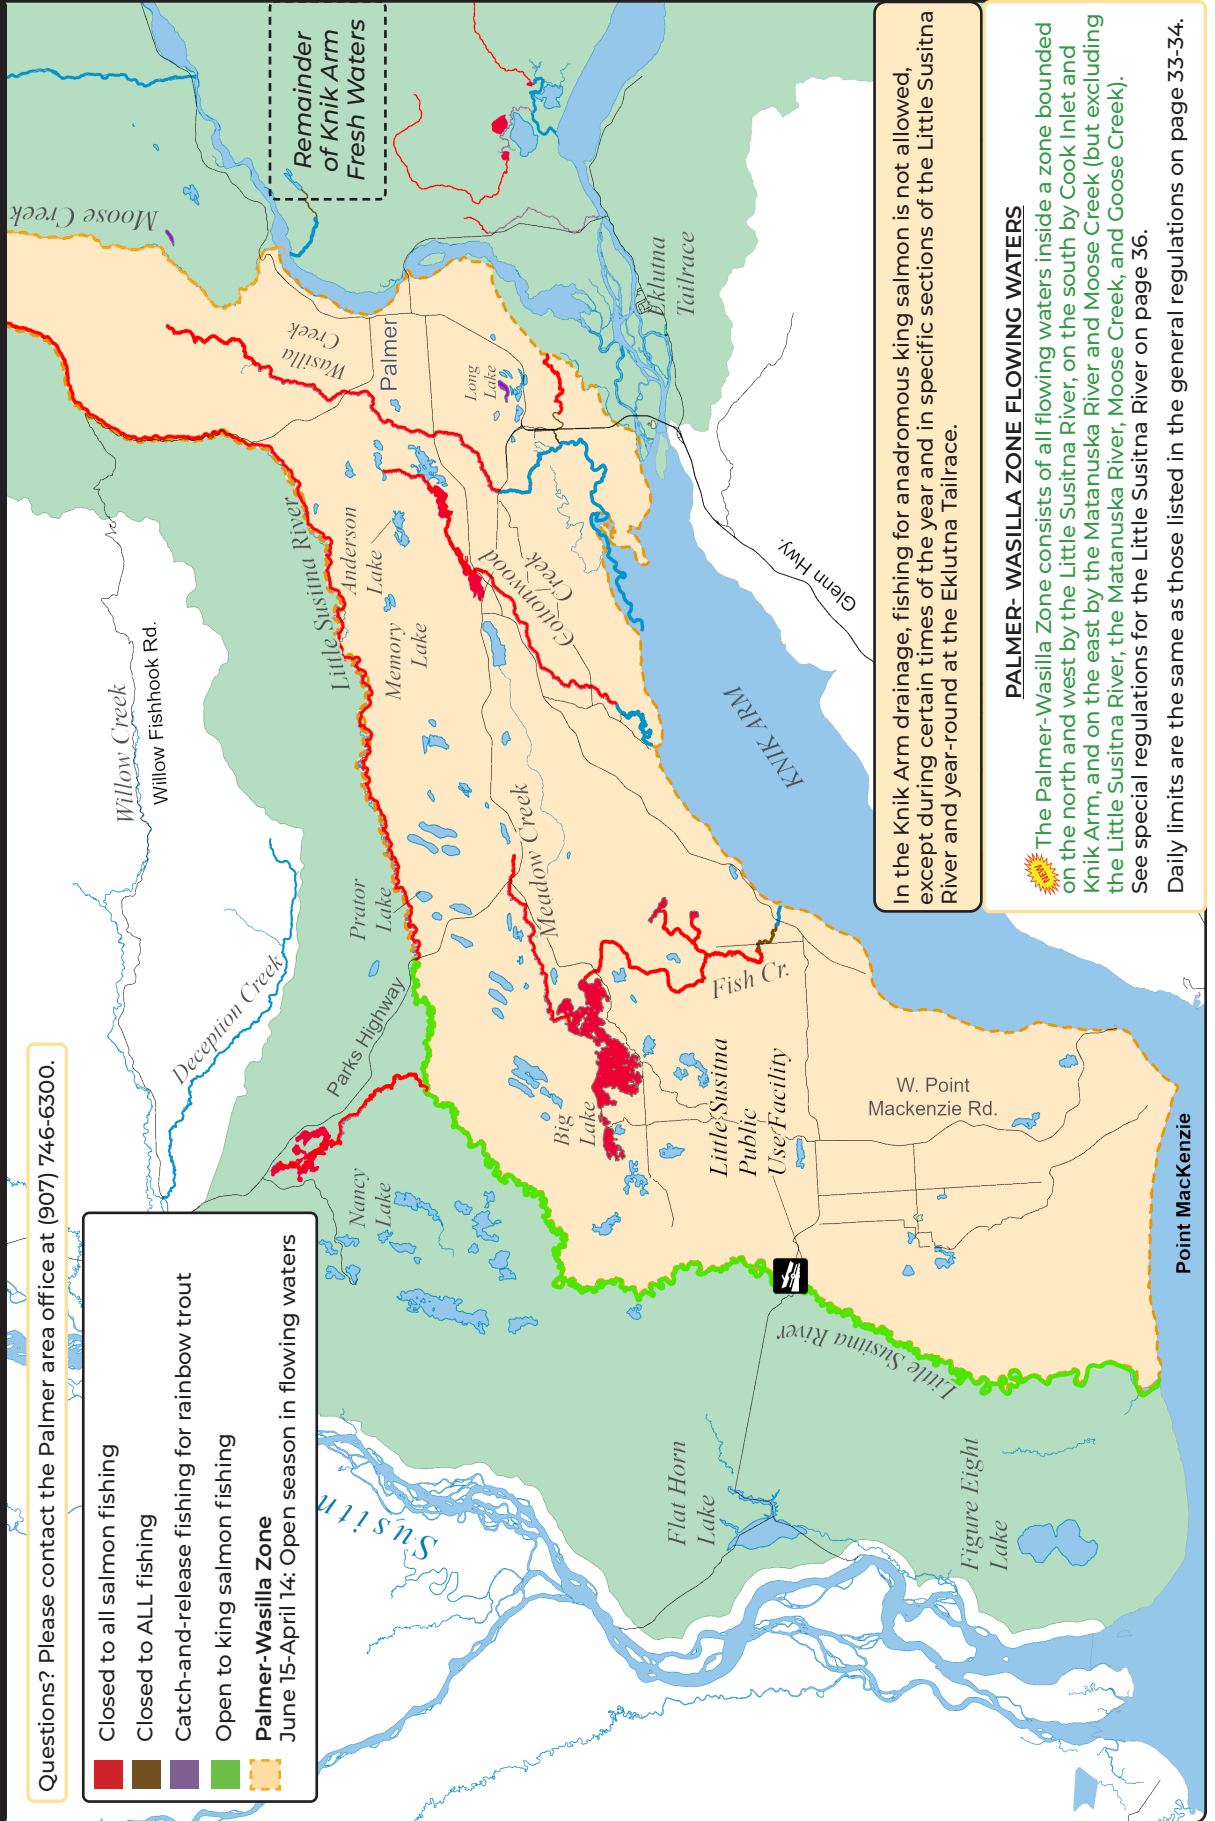 Questions? Please contact the Palmer area office at (907) 746-6300.
Closed to all salmon fishing
Closed to ALL fishing
Catch-and-release fishing for rainbow trout
Open to king salmon fishing
Palmer-Wasilla Zone
June 15-April 14: Open season in flowing waters
Susitn
Willow Creek
Willow Fishhook Rd.
Deception Creek
Parks Highway
Nancy
Lake
Little Susitna River
Moose Creek
Remainder
of Knik Arm
Fresh Waters
Wasilla
Creek
Palmer
Long
Lake
Eklutna
Tailrace
Anderson
Lake
Memory
Lake
Cottonwood
Creek
Prator
Lake
Meadow Creek
Glenn Hwy.
KNIK ARM
Fish Cr.
Big
Lake
Little Susitna
Public
Use Facility
W. Point
Mackenzie Rd.
Little Susitna River
Flat Horn
Lake
Figure Eight
Lake
Point MacKenzie
In the Knik Arm drainage, fishing for anadromous king salmon is not allowed,
except during certain times of the year and in specific sections of the Little Susitna
River and year-round at the Eklutna Tailrace.
PALMER- WASILLA ZONE FLOWING WATERS
NEW The Palmer-Wasilla Zone consists of all flowing waters inside a zone bounded
on the north and west by the Little Susitna River, on the south by Cook Inlet and
Knik Arm, and on the east by the Matanuska River and Moose Creek (but excluding
the Little Susitna River, the Matanuska River, Moose Creek, and Goose Creek).
See special regulations for the Little Susitna River on page 36.
Daily limits are the same as those listed in the general regulations on page 33-34.